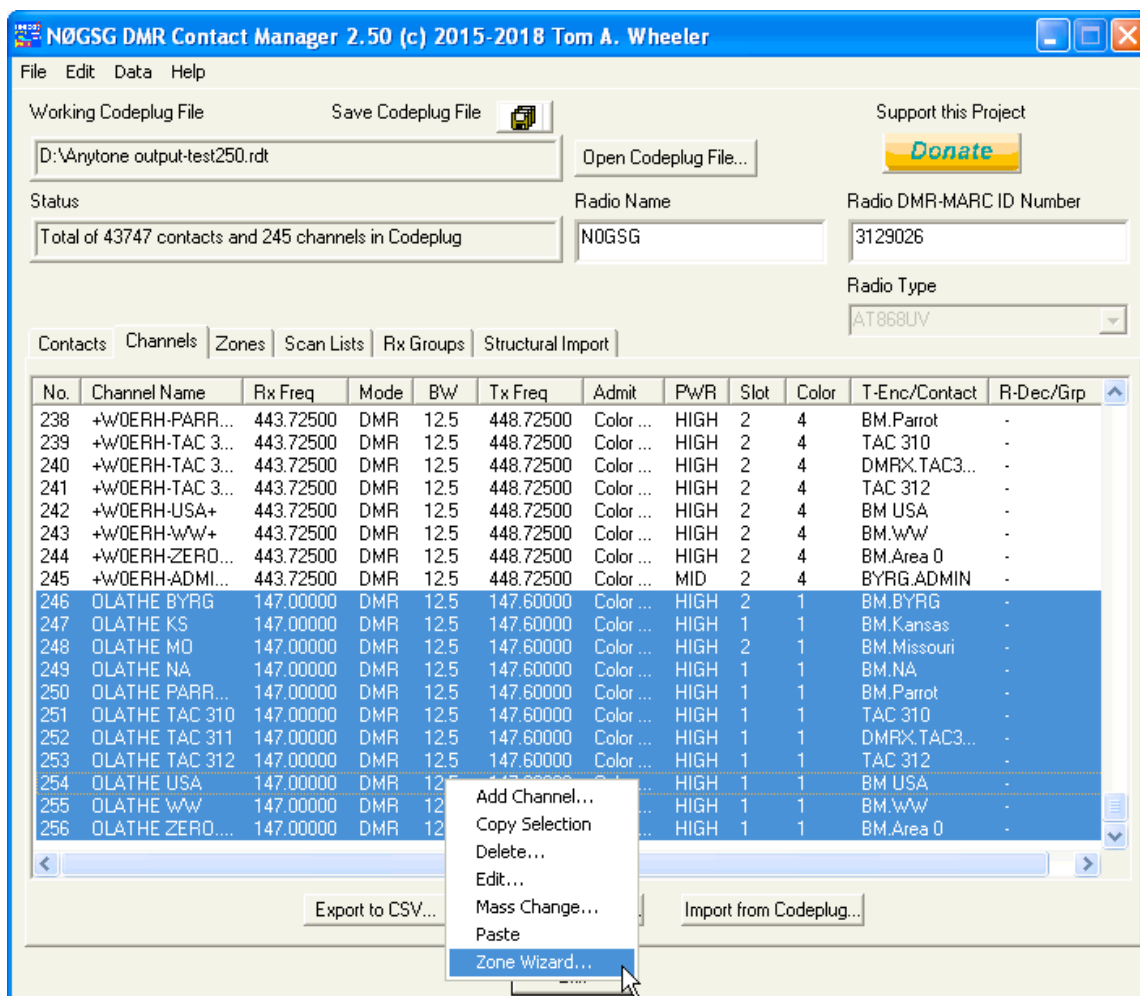 NØGSG DMR Contact Manager 2.50 (c) 2015-2018 Tom A. Wheeler
File Edit Data Help
Working Codeplug File Save Codeplug File Support this Project
D:\Anytone output-test250.rdt Open Codeplug File... Donate
Status Radio Name Radio DMR-MARC ID Number
Total of 43747 contacts and 245 channels in Codeplug N0GSG 3129026
Radio Type
AT868UV
Contacts Channels Zones Scan Lists Rx Groups Structural Import
No. Channel Name Rx Freq Mode BW Tx Freq Admit PWR Slot Color T-Enc/Contact R-Dec/Grp
238 +W0ERH-PARR... 443.72500 DMR 12.5 448.72500 Color ... HIGH 2 4 BM.Parrot -
239 +W0ERH-TAC 3... 443.72500 DMR 12.5 448.72500 Color ... HIGH 2 4 TAC 310 -
240 +W0ERH-TAC 3... 443.72500 DMR 12.5 448.72500 Color ... HIGH 2 4 DMRX.TAC3... -
241 +W0ERH-TAC 3... 443.72500 DMR 12.5 448.72500 Color ... HIGH 2 4 TAC 312 -
242 +W0ERH-USA+ 443.72500 DMR 12.5 448.72500 Color ... HIGH 2 4 BM USA -
243 +W0ERH-WW+ 443.72500 DMR 12.5 448.72500 Color ... HIGH 2 4 BM.WW -
244 +W0ERH-ZERO... 443.72500 DMR 12.5 448.72500 Color ... HIGH 2 4 BM.Area 0 -
245 +W0ERH-ADMI... 443.72500 DMR 12.5 448.72500 Color ... MID 2 4 BYRG.ADMIN -
246 OLATHE BYRG 147.00000 DMR 12.5 147.60000 Color ... HIGH 2 1 BM.BYRG -
247 OLATHE KS 147.00000 DMR 12.5 147.60000 Color ... HIGH 1 1 BM.Kansas -
248 OLATHE MO 147.00000 DMR 12.5 147.60000 Color ... HIGH 2 1 BM.Missouri -
249 OLATHE NA 147.00000 DMR 12.5 147.60000 Color ... HIGH 1 1 BM.NA -
250 OLATHE PARR... 147.00000 DMR 12.5 147.60000 Color ... HIGH 1 1 BM.Parrot -
251 OLATHE TAC 310 147.00000 DMR 12.5 147.60000 Color ... HIGH 1 1 TAC 310 -
252 OLATHE TAC 311 147.00000 DMR 12.5 147.60000 Color ... HIGH 1 1 DMRX.TAC3... -
253 OLATHE TAC 312 147.00000 DMR 12.5 147.60000 Color ... HIGH 1 1 TAC 312 -
254 OLATHE USA 147.00000 DMR HIGH 1 1 BM USA -
255 OLATHE WW 147.00000 DMR 12 HIGH 1 1 BM.WW -
256 OLATHE ZERO.... 147.00000 DMR 12 HIGH 1 1 BM.Area 0 -
Add Channel...
Copy Selection
Delete...
Edit...
Mass Change...
Paste
Zone Wizard...
Export to CSV... Import from Codeplug...